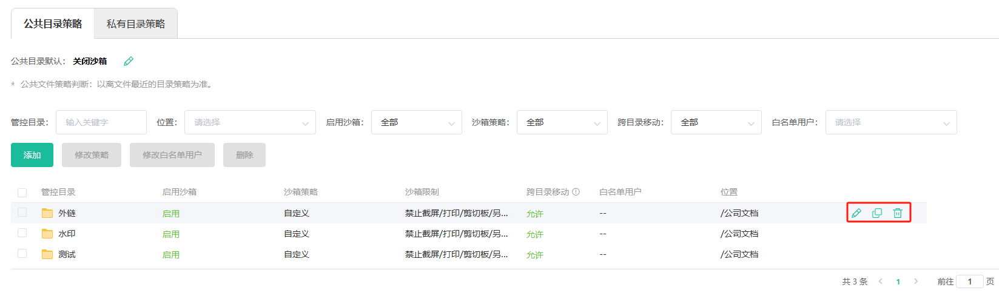 公共目录策略 私有目录策略
公共目录默认： 关闭沙箱
* 公共文件策略判断：以离文件最近的目录策略为准。
管控目录： 输入关键字 位置： 请选择 启用沙箱： 全部 沙箱策略： 全部 跨目录移动： 全部 白名单用户： 请选择
添加 修改策略 修改白名单用户 删除
管控目录 启用沙箱 沙箱策略 沙箱限制 跨目录移动 白名单用户 位置
外链 启用 自定义 禁止截屏/打印/剪切板/另... 允许 -- /公司文档
水印 启用 自定义 禁止截屏/打印/剪切板/另... 允许 -- /公司文档
测试 启用 自定义 禁止截屏/打印/剪切板/另... 允许 -- /公司文档
共 3 条 1 前往 1 页